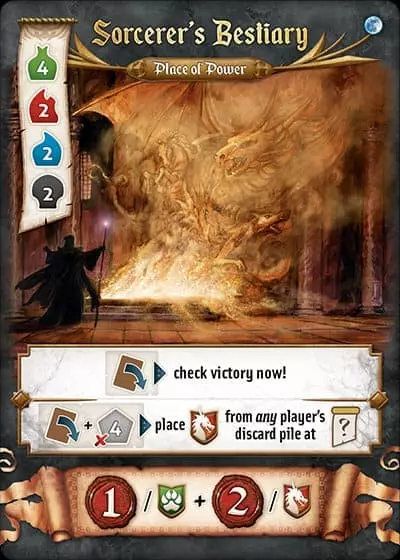 Sorcerer's Bestiary
Place of Power
4
2
2
2
check victory now!
+ 4 place from any player's discard pile at ?
1 / + 2 /